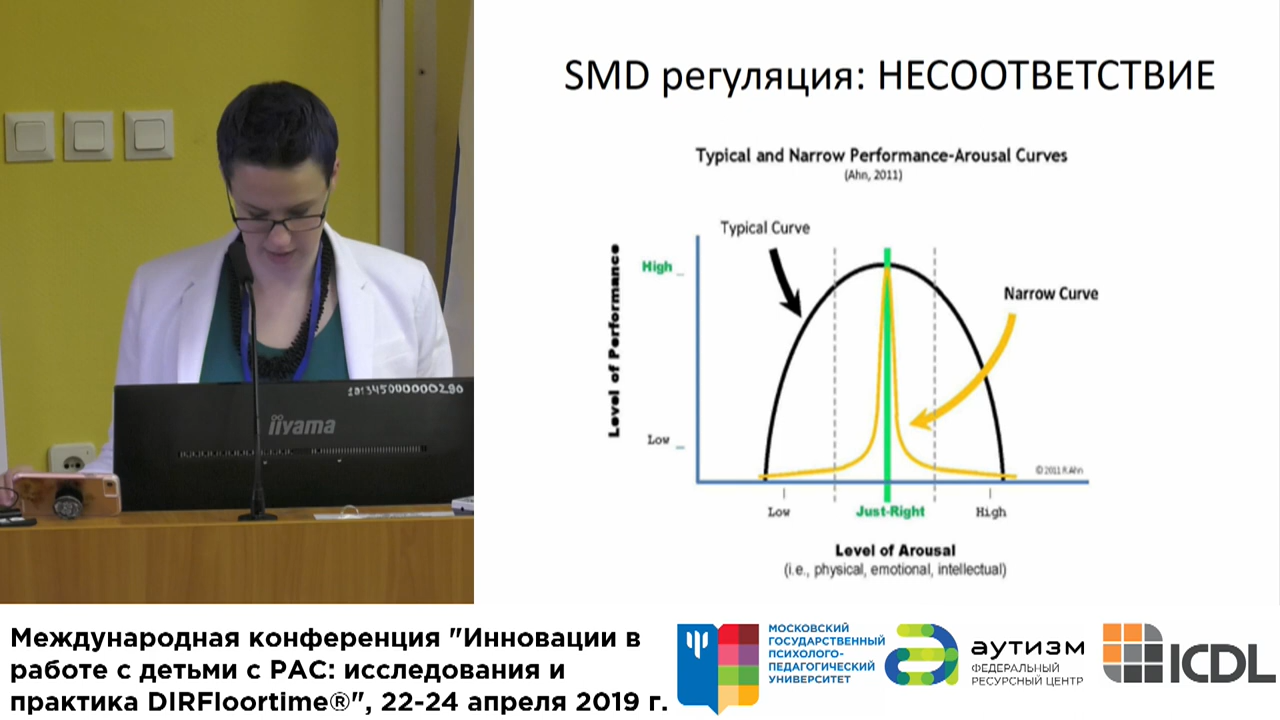 SMD регуляция: НЕСООТВЕТСТВИЕ
Typical and Narrow Performance-Arousal Curves
(Ahn, 2011)
Typical Curve
High
Narrow Curve
Level of Performance
Low
© 2011 R.Ahn
Low
Just-Right
High
Level of Arousal
(i.e., physical, emotional, intellectual)
iiyama
Международная конференция "Инновации в
работе с детьми с РАС: исследования и
практика DIRFloortime®", 22-24 апреля 2019 г.
МОСКОВСКИЙ
ГОСУДАРСТВЕННЫЙ
ПСИХОЛОГО-
ПЕДАГОГИЧЕСКИЙ
УНИВЕРСИТЕТ
аутизм
ФЕДЕРАЛЬНЫЙ
РЕСУРСНЫЙ ЦЕНТР
ICDL